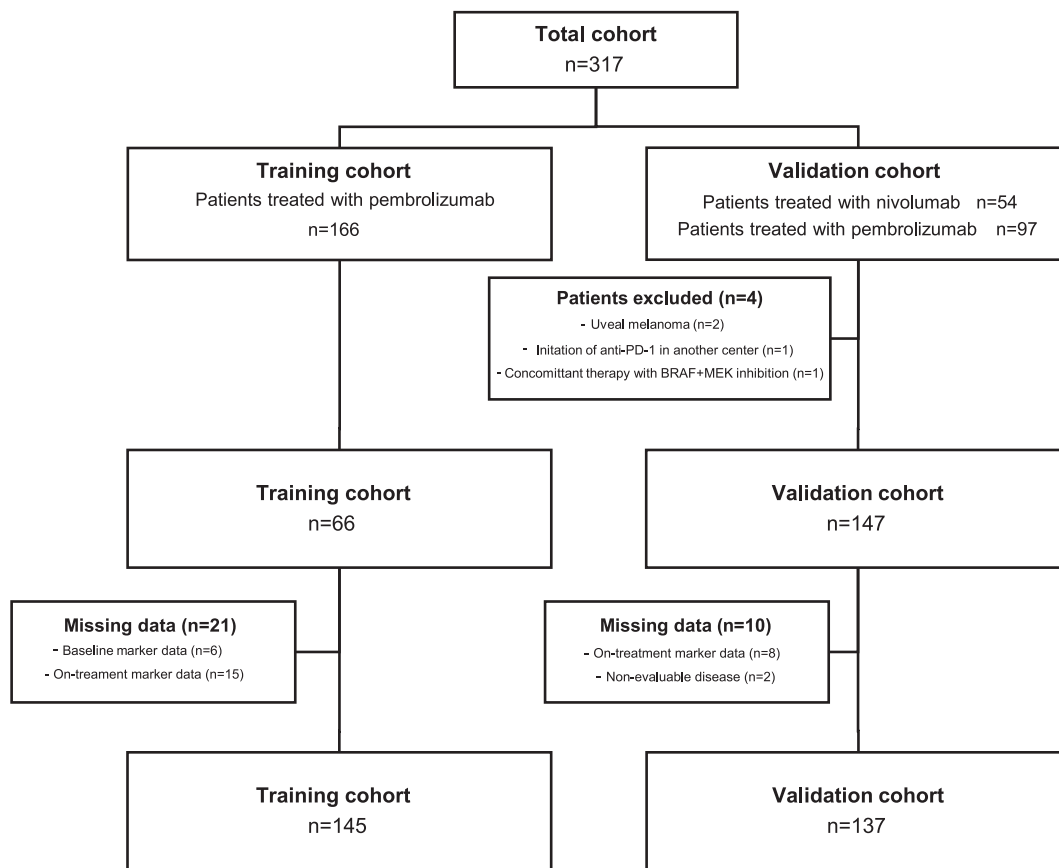 Total cohort
n=317
Training cohort
Patients treated with pembrolizumab
n=166
Validation cohort
Patients treated with nivolumab n=54
Patients treated with pembrolizumab n=97
Patients excluded (n=4)
- Uveal melanoma (n=2)
- Initation of anti-PD-1 in another center (n=1)
- Concomittant therapy with BRAF+MEK inhibition (n=1)
Training cohort
n=66
Validation cohort
n=147
Missing data (n=21)
- Baseline marker data (n=6)
- On-treament marker data (n=15)
Missing data (n=10)
- On-treatment marker data (n=8)
- Non-evaluable disease (n=2)
Training cohort
n=145
Validation cohort
n=137